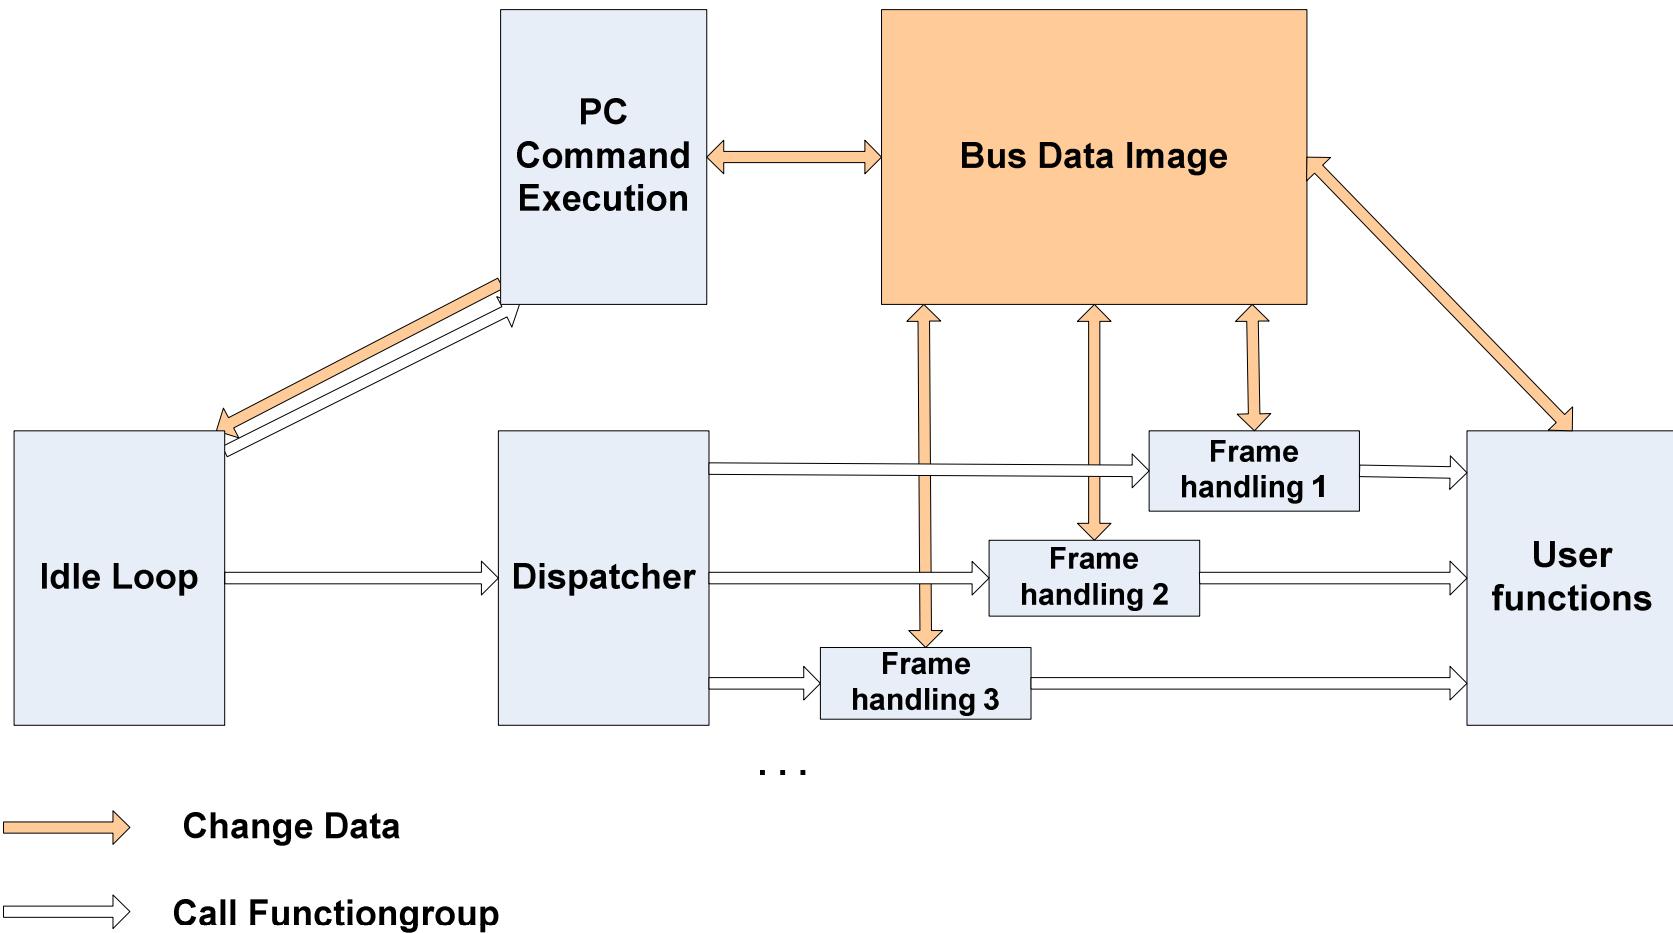 PC
Command
Execution
Bus Data Image
Idle Loop
Dispatcher
Frame
handling 1
Frame
handling 2
Frame
handling 3
User
functions
. . .
Change Data
Call Functiongroup